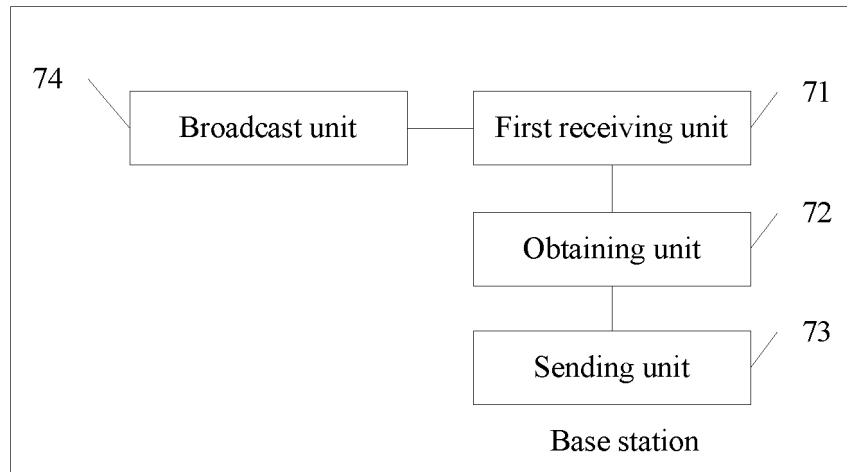 74
Broadcast unit
First receiving unit
71
Obtaining unit
72
Sending unit
73
Base station